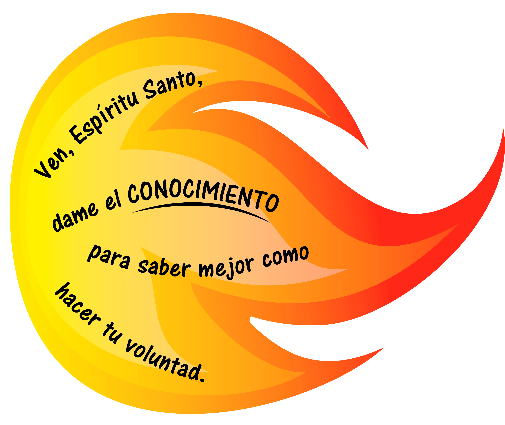 Ven, Espíritu Santo,
dame el CONOCIMIENTO
para saber mejor como
hacer tu voluntad.